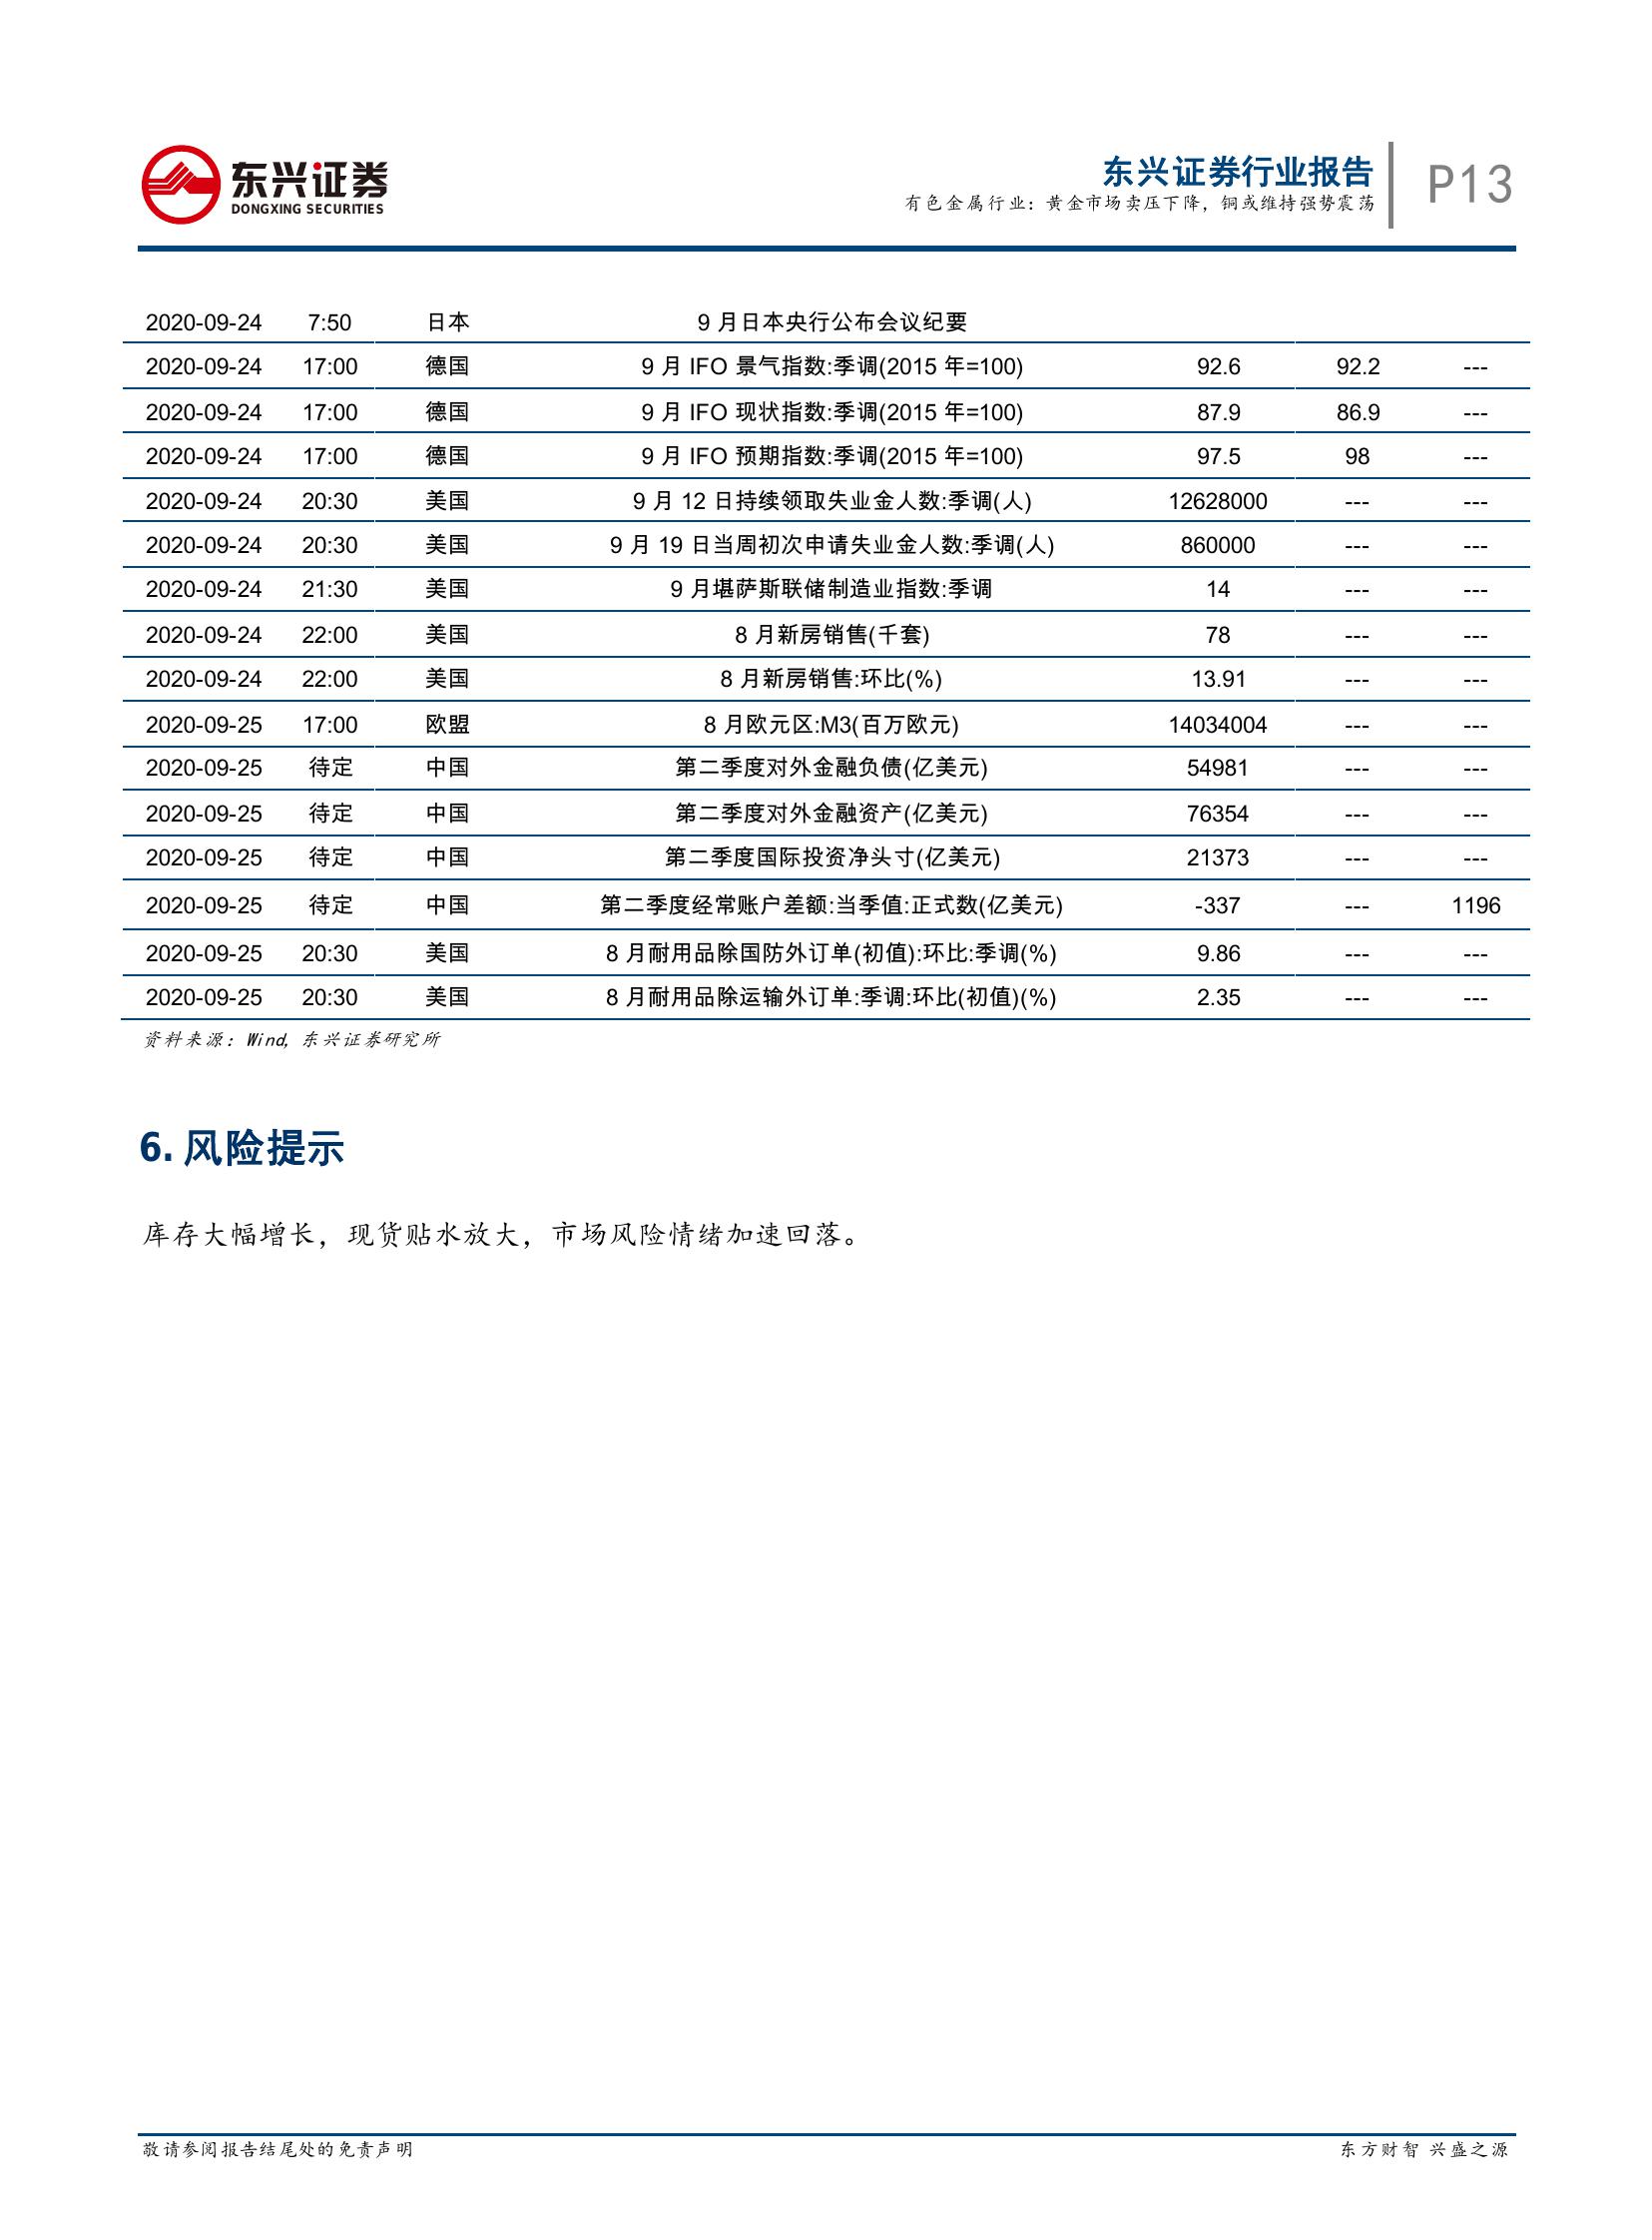 东兴证券
DONGXING SECURITIES
东兴证券行业报告
有色金属行业：黄金市场卖压下降，铜或维持强势震荡
P13
2020-09-24 7:50 日本 9 月日本央行公布会议纪要
2020-09-24 17:00 德国 9 月 IFO 景气指数:季调(2015 年=100) 92.6 92.2 ---
2020-09-24 17:00 德国 9 月 IFO 现状指数:季调(2015 年=100) 87.9 86.9 ---
2020-09-24 17:00 德国 9 月 IFO 预期指数:季调(2015 年=100) 97.5 98 ---
2020-09-24 20:30 美国 9 月 12 日持续领取失业金人数:季调(人) 12628000 --- ---
2020-09-24 20:30 美国 9 月 19 日当周初次申请失业金人数:季调(人) 860000 --- ---
2020-09-24 21:30 美国 9 月堪萨斯联储制造业指数:季调 14 --- ---
2020-09-24 22:00 美国 8 月新房销售(千套) 78 --- ---
2020-09-24 22:00 美国 8 月新房销售:环比(%) 13.91 --- ---
2020-09-25 17:00 欧盟 8 月欧元区:M3(百万欧元) 14034004 --- ---
2020-09-25 待定 中国 第二季度对外金融负债(亿美元) 54981 --- ---
2020-09-25 待定 中国 第二季度对外金融资产(亿美元) 76354 --- ---
2020-09-25 待定 中国 第二季度国际投资净头寸(亿美元) 21373 --- ---
2020-09-25 待定 中国 第二季度经常账户差额:当季值:正式数(亿美元) -337 --- 1196
2020-09-25 20:30 美国 8 月耐用品除国防外订单(初值):环比:季调(%) 9.86 --- ---
2020-09-25 20:30 美国 8 月耐用品除运输外订单:季调:环比(初值)(%) 2.35 --- ---
资料来源：Wind, 东兴证券研究所
6. 风险提示
库存大幅增长，现货贴水放大，市场风险情绪加速回落。
敬请参阅报告结尾处的免责声明
东方财智 兴盛之源